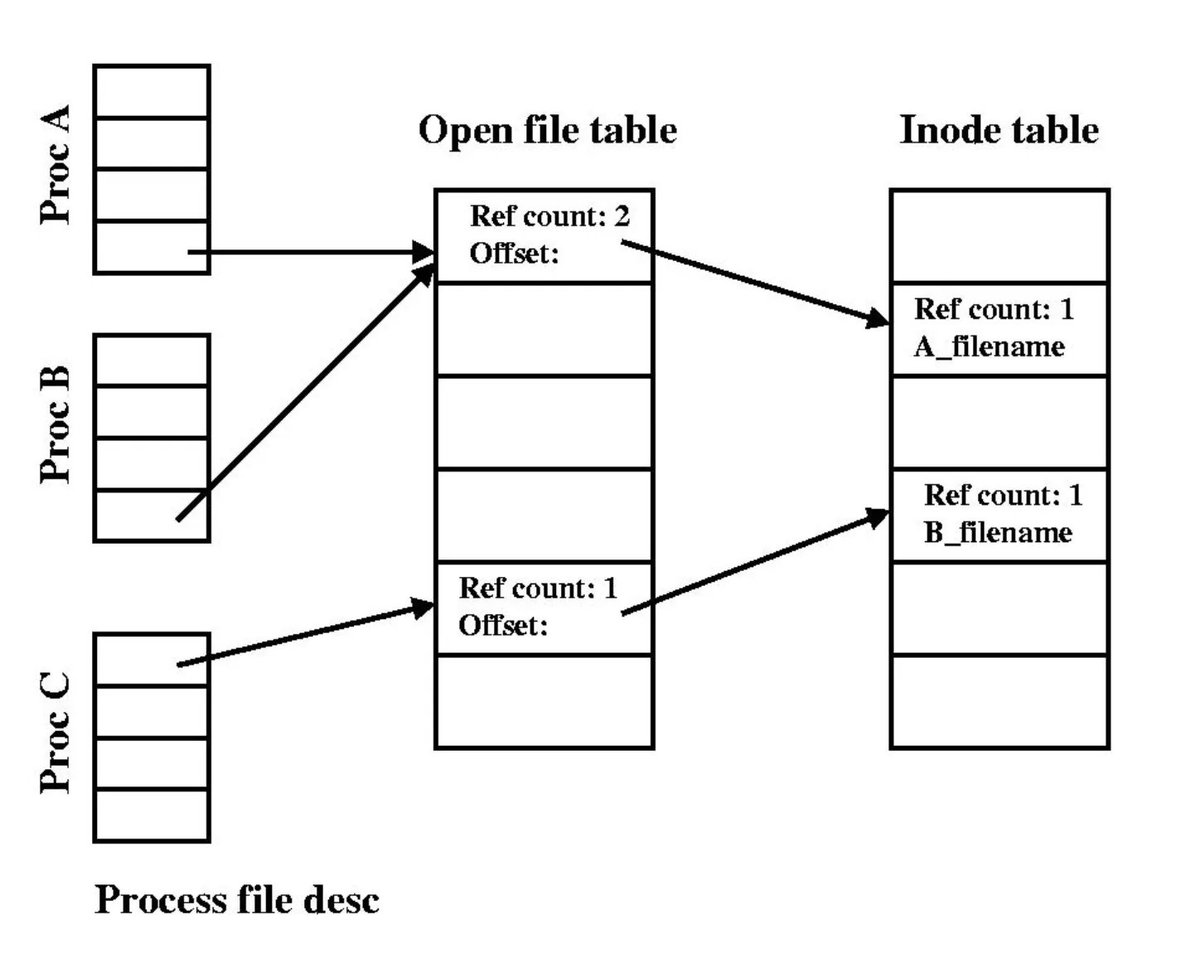 Proc A
Proc B
Proc C
Process file desc
Open file table
Ref count: 2
Offset:
Ref count: 1
Offset:
Inode table
Ref count: 1
A_filename
Ref count: 1
B_filename